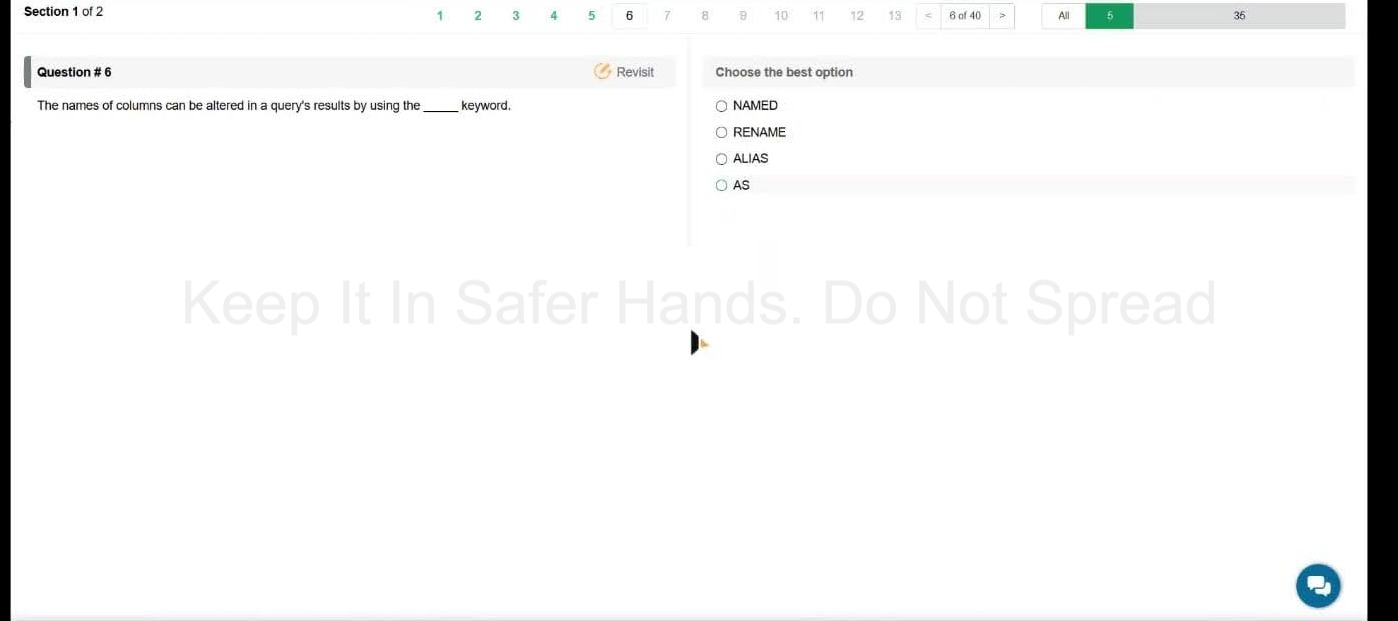 Section 1 of 2
1 2 3 4 5 6 7 8 9 10 11 12 13 < 6 of 40 > All 5 35
Question # 6
Revisit
The names of columns can be altered in a query's results by using the _____ keyword.
Choose the best option
NAMED
RENAME
ALIAS
AS
Keep It In Safer Hands. Do Not Spread